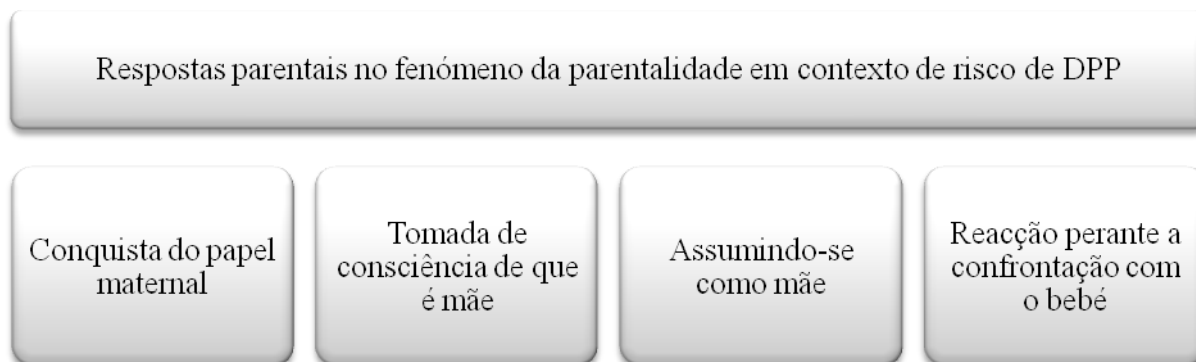 Respostas parentais no fenómeno da parentalidade em contexto de risco de DPP
Conquista do papel
maternal
Tomada de
consciência de que
é mãe
Assumindo-se
como mãe
Reacção perante a
confrontação com
o bebé